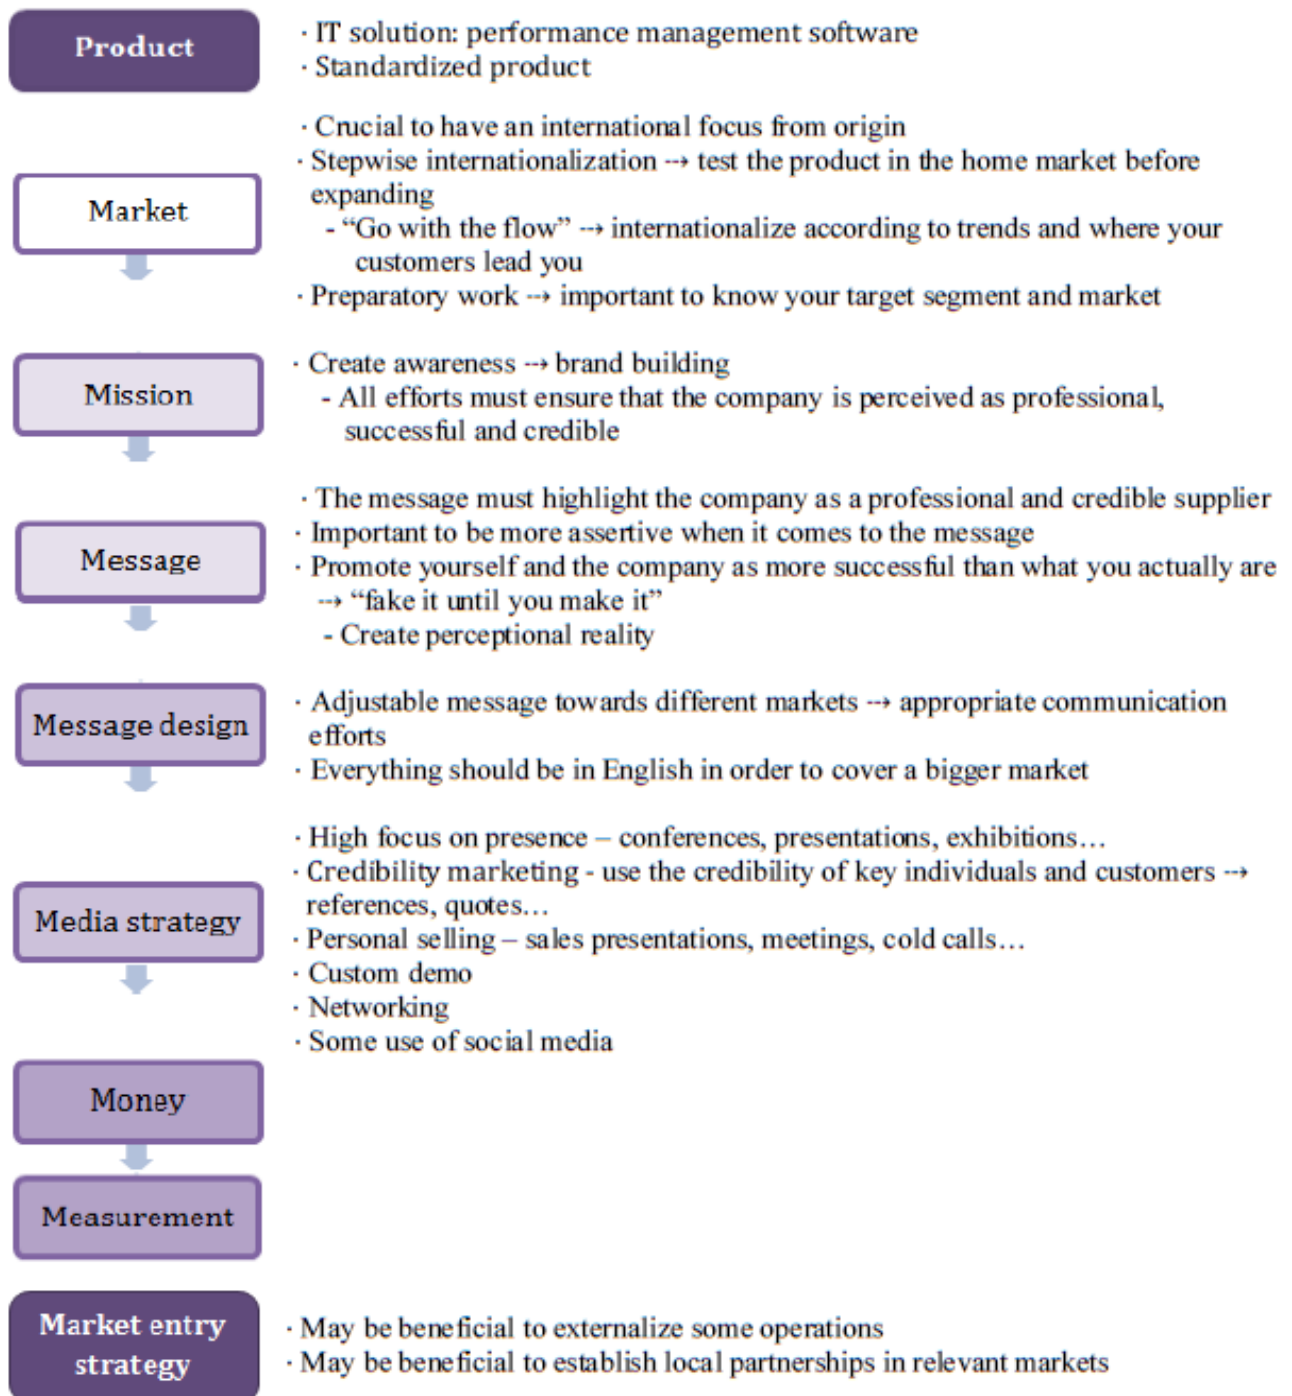 Product
· IT solution: performance management software
· Standardized product
Market
· Crucial to have an international focus from origin
· Stepwise internationalization ⇢ test the product in the home market before
expanding
- “Go with the flow” ⇢ internationalize according to trends and where your
customers lead you
· Preparatory work ⇢ important to know your target segment and market
Mission
· Create awareness ⇢ brand building
- All efforts must ensure that the company is perceived as professional,
successful and credible
Message
· The message must highlight the company as a professional and credible supplier
· Important to be more assertive when it comes to the message
· Promote yourself and the company as more successful than what you actually are
⇢ “fake it until you make it”
- Create perceptional reality
Message design
· Adjustable message towards different markets ⇢ appropriate communication
efforts
· Everything should be in English in order to cover a bigger market
Media strategy
· High focus on presence – conferences, presentations, exhibitions…
· Credibility marketing - use the credibility of key individuals and customers ⇢
references, quotes…
· Personal selling – sales presentations, meetings, cold calls…
· Custom demo
· Networking
· Some use of social media
Money
Measurement
Market entry
strategy
· May be beneficial to externalize some operations
· May be beneficial to establish local partnerships in relevant markets